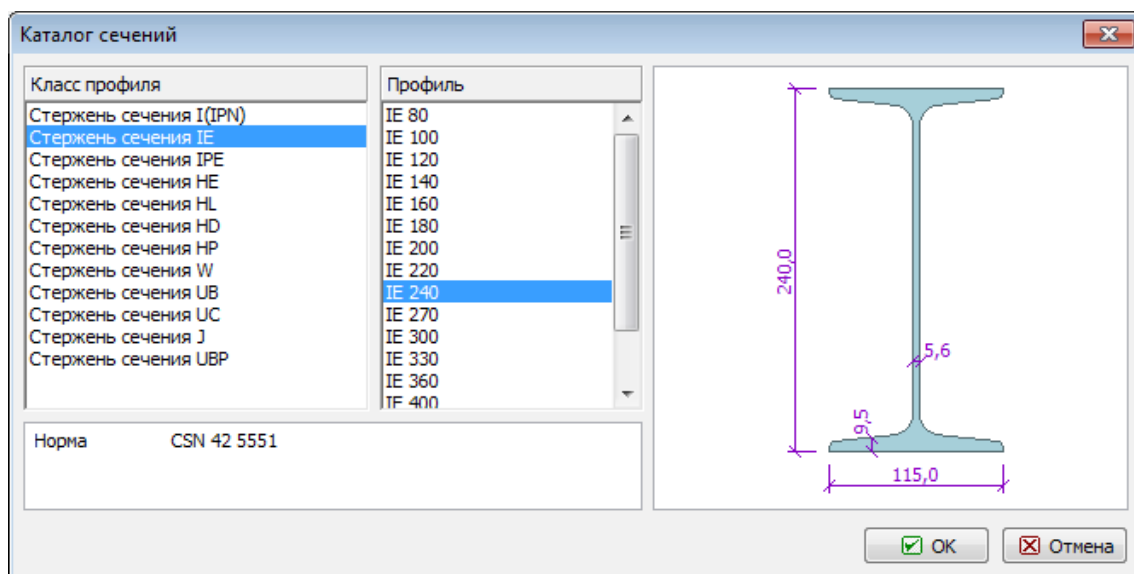 Каталог сечений
Класс профиля
Стержень сечения I(IPN)
Стержень сечения IE
Стержень сечения IPE
Стержень сечения HE
Стержень сечения HL
Стержень сечения HD
Стержень сечения HP
Стержень сечения W
Стержень сечения UB
Стержень сечения UC
Стержень сечения J
Стержень сечения UBP
Профиль
IE 80
IE 100
IE 120
IE 140
IE 160
IE 180
IE 200
IE 220
IE 240
IE 270
IE 300
IE 330
IE 360
IE 400
Норма CSN 42 5551
240,0
5,6
9,5
115,0
OK
Отмена